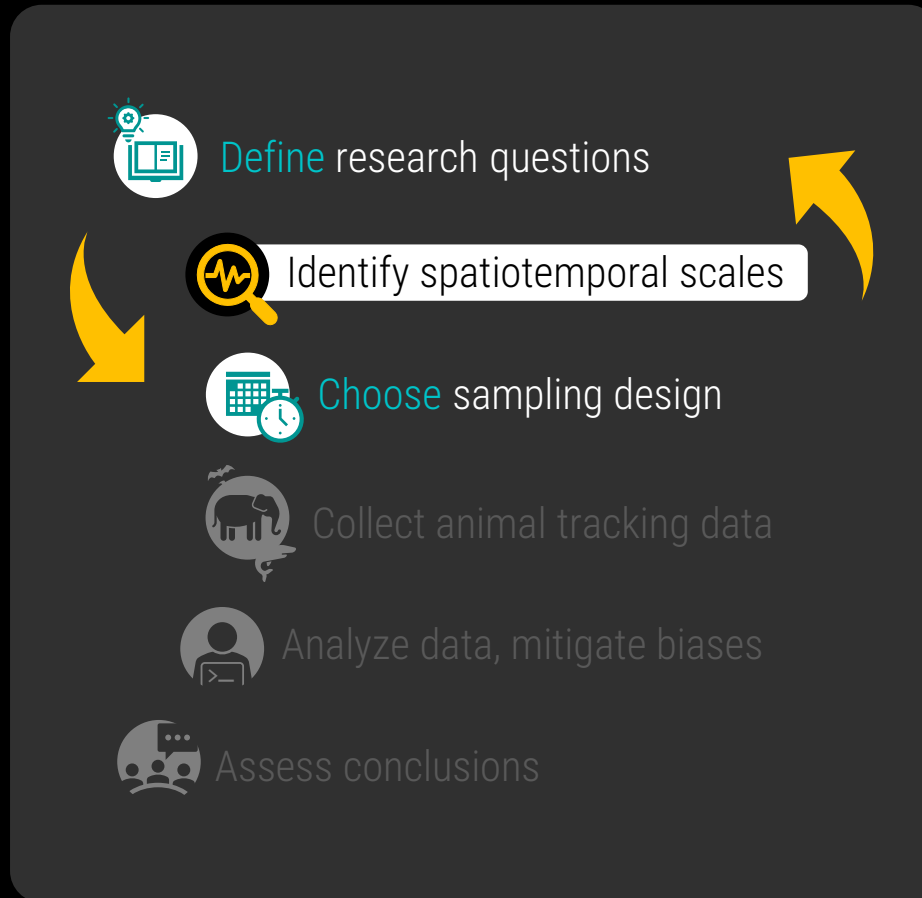 Define research questions
Identify spatiotemporal scales
Choose sampling design
Collect animal tracking data
Analyze data, mitigate biases
Assess conclusions